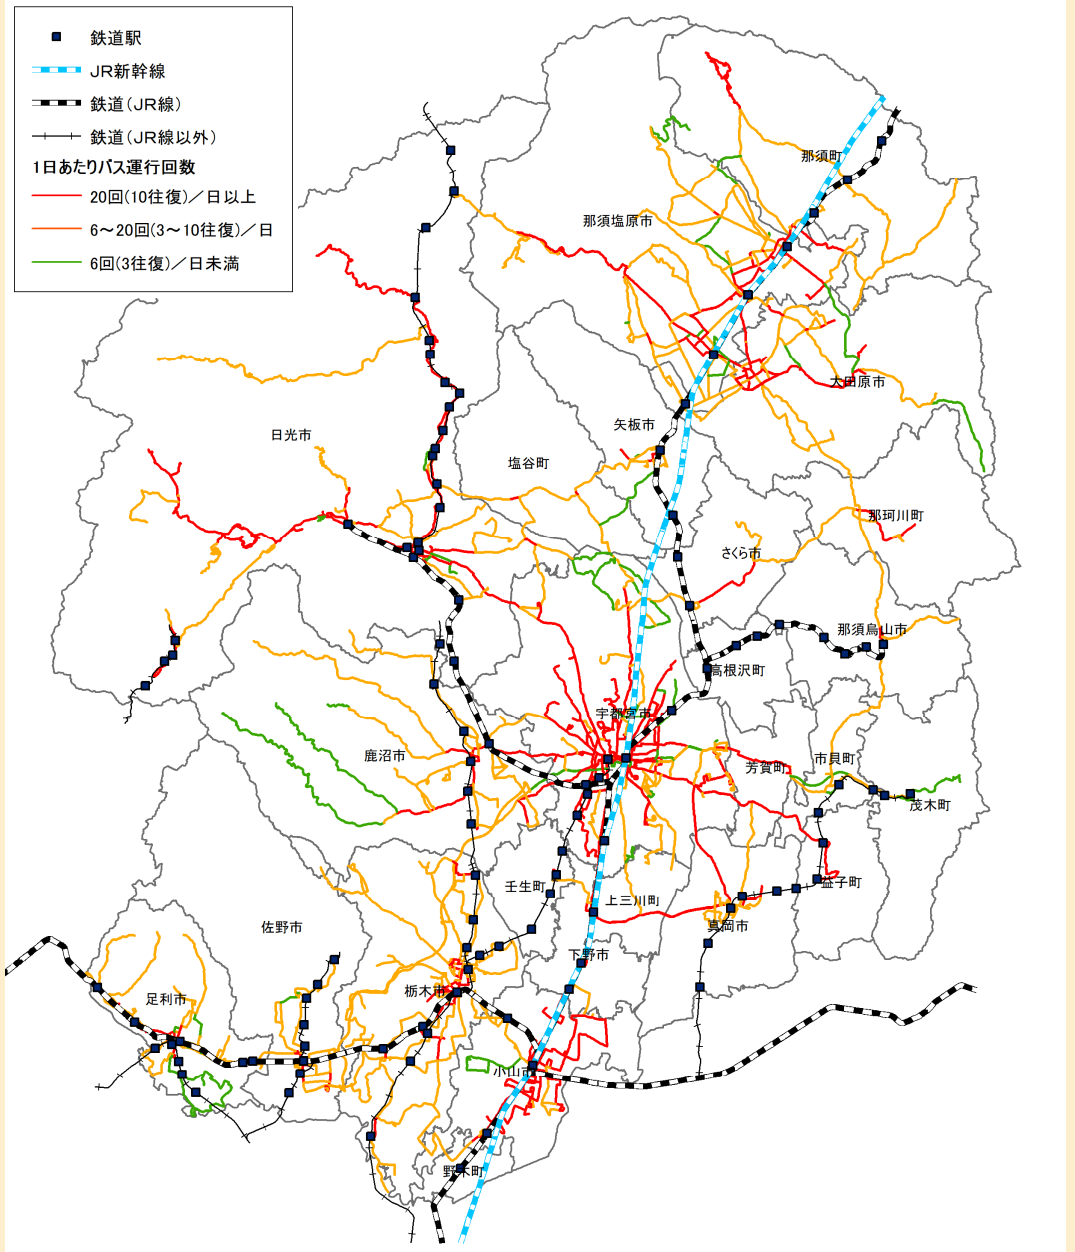 鉄道駅
JR新幹線
鉄道(JR線)
鉄道(JR線以外)
1日あたりバス運行回数
20回(10往復)/日以上
6~20回(3~10往復)/日
6回(3往復)/日未満
那須町
那須塩原市
大田原市
矢板市
日光市
塩谷町
那珂川町
さくら市
那須烏山市
高根沢町
宇都宮市
鹿沼市
市貝町
芳賀町
茂木町
益子町
壬生町
上三川町
真岡市
佐野市
下野市
栃木市
足利市
小山市
野木町